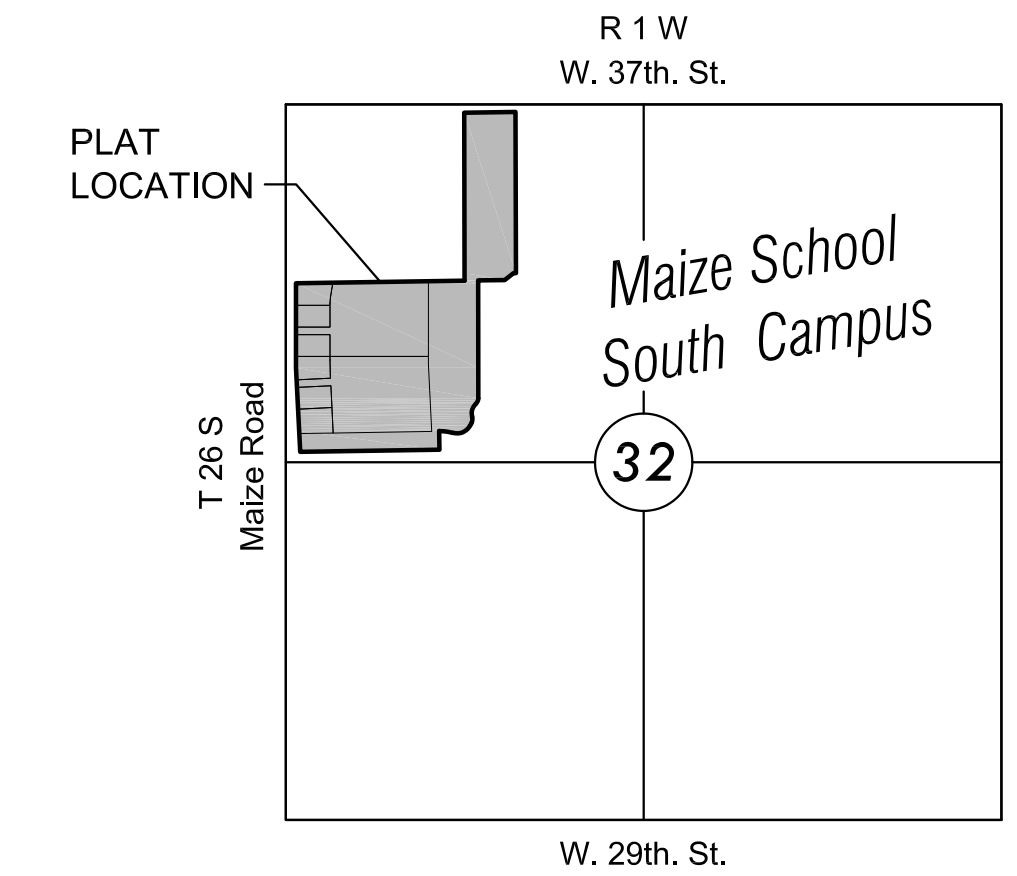 R 1 W
W. 37th. St.
PLAT
LOCATION
Maize School
South Campus
T 26 S
Maize Road
32
W. 29th. St.